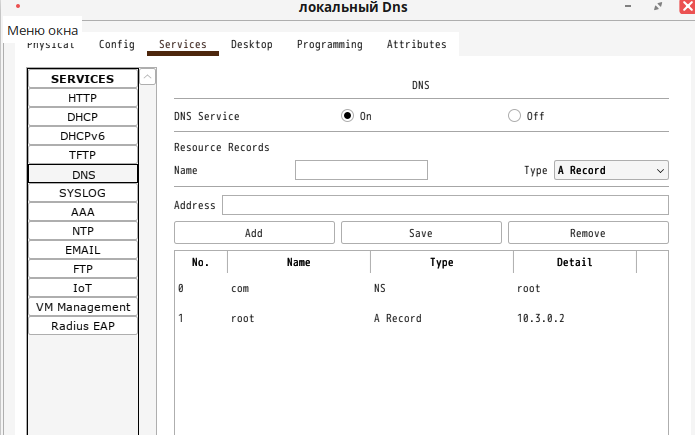 локальный Dns
Меню окна
Physical Config Services Desktop Programming Attributes
SERVICES
HTTP
DHCP
DHCPv6
TFTP
DNS
SYSLOG
AAA
NTP
EMAIL
FTP
IoT
VM Management
Radius EAP
DNS
DNS Service On Off
Resource Records
Name Type A Record
Address
Add Save Remove
No. Name Type Detail
0 com NS root
1 root A Record 10.3.0.2